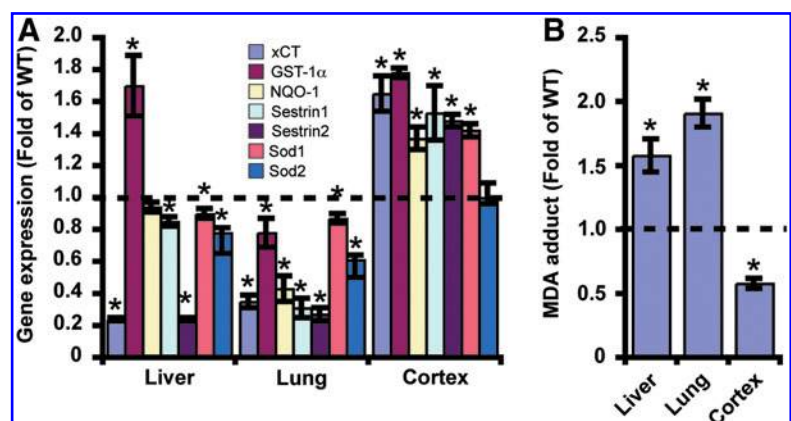 A
Gene expression (Fold of WT)
2.0
1.8
1.6
1.4
1.2
1.0
0.8
0.6
0.4
0.2
0
xCT
GST-1α
NQO-1
Sestrin1
Sestrin2
Sod1
Sod2
* * * * * *
* * * * * * *
* * * * * *
Liver Lung Cortex
B
MDA adduct (Fold of WT)
2.5
2.0
1.5
1.0
0.5
0
* * *
Liver Lung Cortex